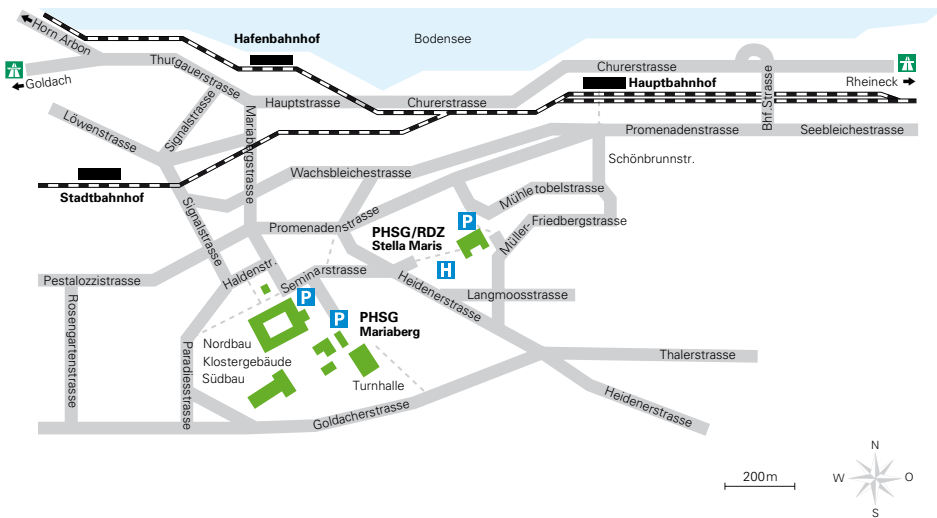 Horn Arbon
Hafenbahnhof
Bodensee
Goldach
Thurgauerstrasse
Churerstrasse
Hauptbahnhof
Rheineck
Bhf.Strasse
Hauptstrasse
Churerstrasse
Löwenstrasse
Signalstrasse
Mariabergstrasse
Promenadenstrasse
Seebleichestrasse
Schönbrunnstr.
Wachsbleichestrasse
Stadtbahnhof
Signalstrasse
Mühletobelstrasse
Müller-Friedbergstrasse
Promenadenstrasse
P
PHSG/RDZ
Stella Maris
H
Haldenstr.
Seminarstrasse
Heidenerstrasse
Langmoosstrasse
Pestalozzistrasse
P
P
PHSG
Mariaberg
Rosengartenstrasse
Paradiesstrasse
Nordbau
Klostergebäude
Südbau
Turnhalle
Thalerstrasse
Heidenerstrasse
Goldacherstrasse
200m
N
W
O
S